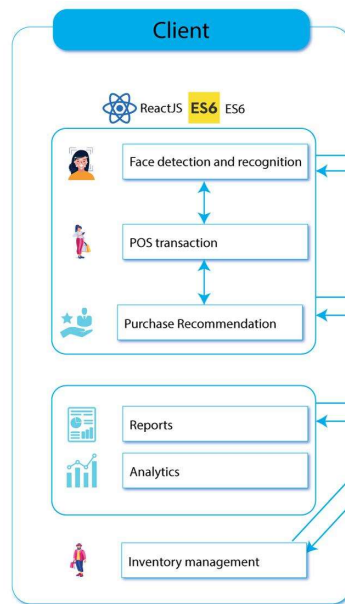 Client
ReactJS ES6 ES6
Face detection and recognition
POS transaction
Purchase Recommendation
Reports
Analytics
Inventory management